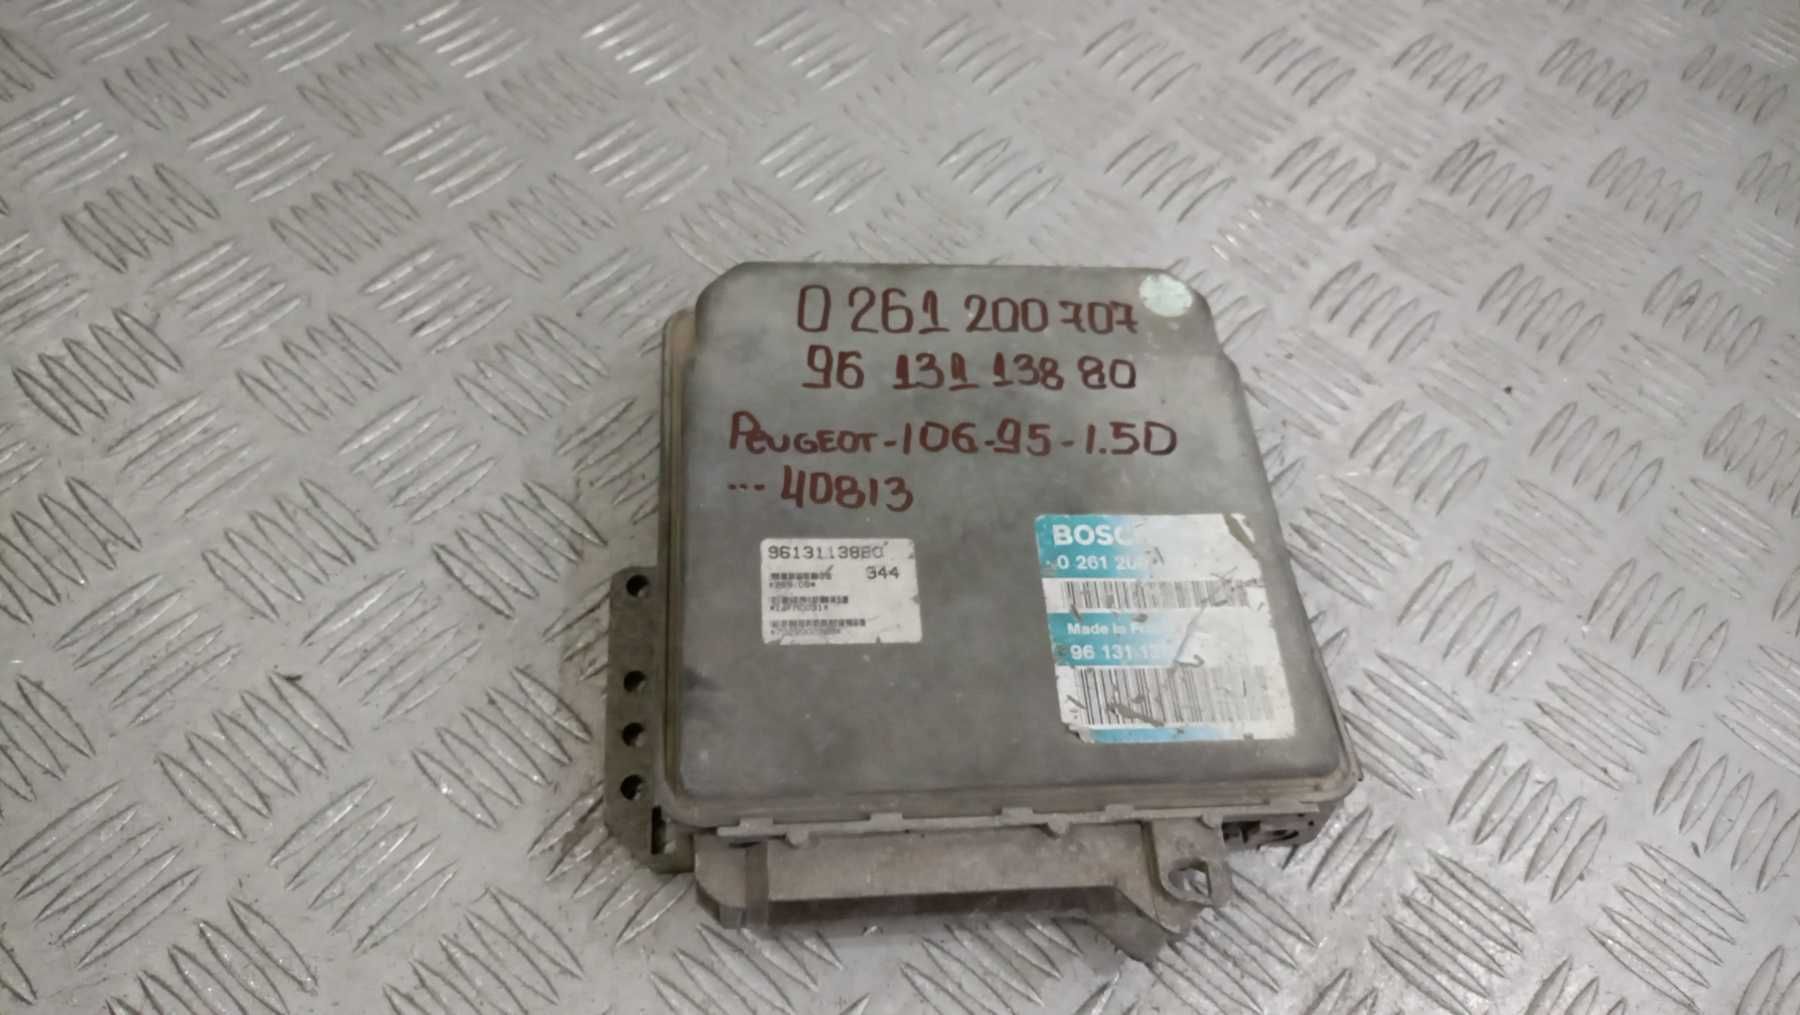 0 261 200 707
96 131 138 80
PEUGEOT-106-95-1.5D
...40813
9613113880
344
BOSC
0 261 20
Made in F
96 131 13